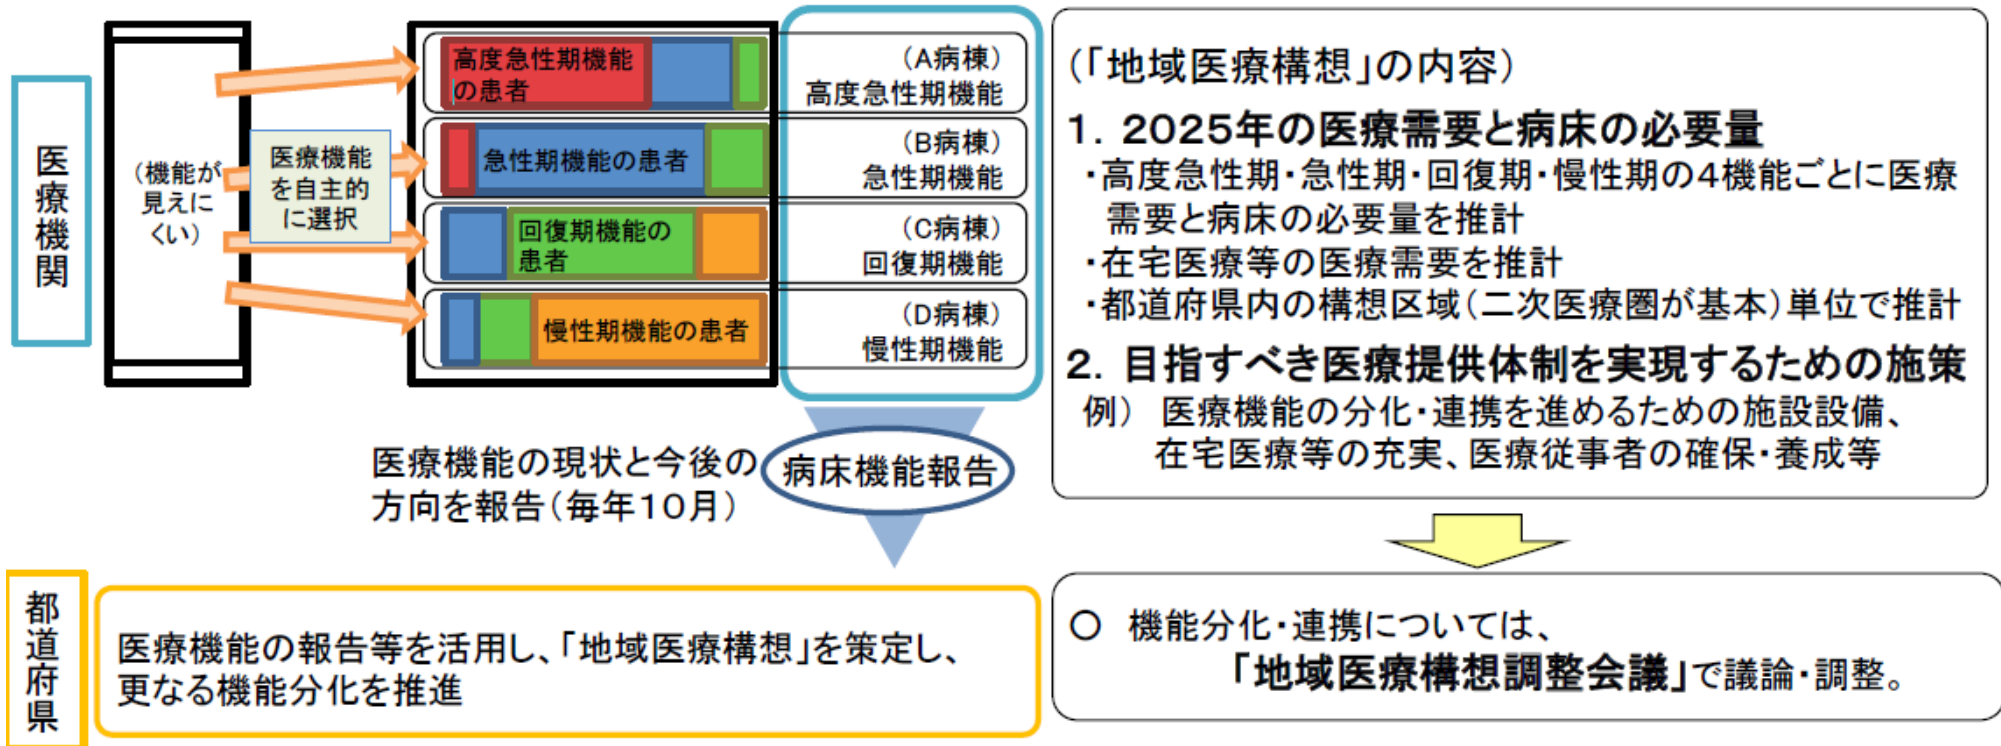 医療機関
（機能が
見えに
くい）
医療機能
を自主的
に選択
高度急性期機能
の患者
急性期機能の患者
回復期機能の
患者
慢性期機能の患者
（A病棟）
高度急性期機能
（B病棟）
急性期機能
（C病棟）
回復期機能
（D病棟）
慢性期機能
医療機能の現状と今後の
方向を報告（毎年１０月）
病床機能報告
都道府県
医療機能の報告等を活用し、「地域医療構想」を策定し、
更なる機能分化を推進
（「地域医療構想」の内容）
１．２０２５年の医療需要と病床の必要量
・高度急性期・急性期・回復期・慢性期の４機能ごとに医療
需要と病床の必要量を推計
・在宅医療等の医療需要を推計
・都道府県内の構想区域（二次医療圏が基本）単位で推計
２．目指すべき医療提供体制を実現するための施策
例） 医療機能の分化・連携を進めるための施設設備、
在宅医療等の充実、医療従事者の確保・養成等
○ 機能分化・連携については、
「地域医療構想調整会議」で議論・調整。